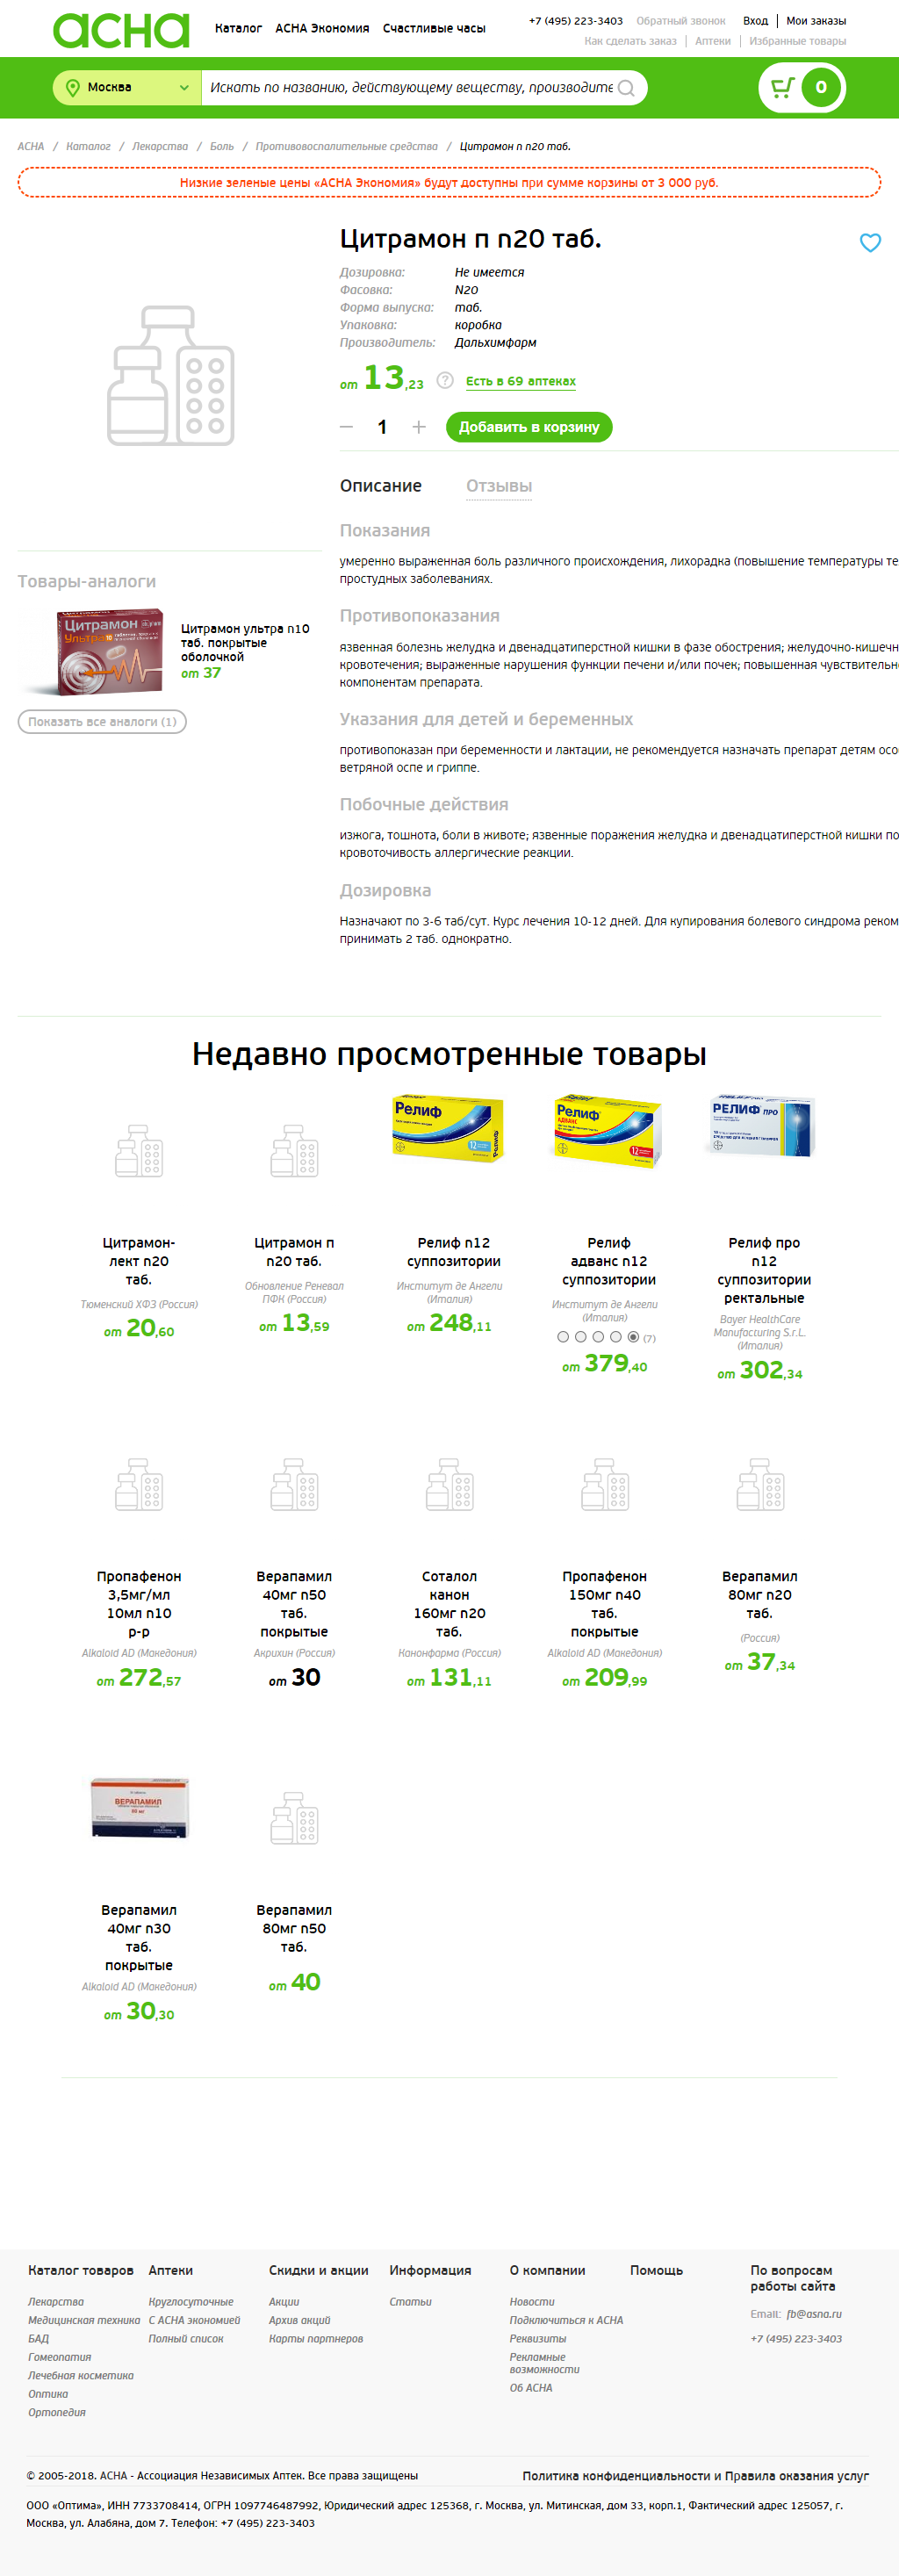 асна
Каталог АСНА Экономия Счастливые часы
+7 (495) 223-3403 Обратный звонок Вход Мои заказы
Как сделать заказ Аптеки Избранные товары
Москва
Искать по названию, действующему веществу, производите
0
АСНА / Каталог / Лекарства / Боль / Противовоспалительные средства / Цитрамон п n20 таб.
Низкие зеленые цены «АСНА Экономия» будут доступны при сумме корзины от 3 000 руб.
Цитрамон п n20 таб.
Дозировка: Не имеется
Фасовка: N20
Форма выпуска: таб.
Упаковка: коробка
Производитель: Дальхимфарм
от 13,23 ? Есть в 69 аптеках
— 1 + Добавить в корзину
Описание Отзывы
Показания
умеренно выраженная боль различного происхождения, лихорадка (повышение температуры те
простудных заболеваниях.
Противопоказания
язвенная болезнь желудка и двенадцатиперстной кишки в фазе обострения; желудочно-кишечн
кровотечения; выраженные нарушения функции печени и/или почек; повышенная чувствительно
компонентам препарата.
Указания для детей и беременных
противопоказан при беременности и лактации, не рекомендуется назначать препарат детям осо
ветряной оспе и гриппе.
Побочные действия
изжога, тошнота, боли в животе; язвенные поражения желудка и двенадцатиперстной кишки по
кровоточивость аллергические реакции.
Дозировка
Назначают по 3-6 таб/сут. Курс лечения 10-12 дней. Для купирования болевого синдрома реком
принимать 2 таб. однократно.
Товары-аналоги
Цитрамон
Ультра 10
Цитрамон ультра n10
таб. покрытые
оболочкой
от 37
Показать все аналоги (1)
Недавно просмотренные товары
Релиф
12
Релиф
Релиф
АДВАНС
12
РЕЛИФ ПРО
Цитрамон-
лект n20
таб.
Тюменский ХФЗ (Россия)
от 20,60
Цитрамон п
n20 таб.
Обновление Реневал
ПФК (Россия)
от 13,59
Релиф n12
суппозитории
Институт де Ангели
(Италия)
от 248,11
Релиф
адванс n12
суппозитории
Институт де Ангели
(Италия)
(7)
от 379,40
Релиф про
n12
суппозитории
ректальные
Bayer HealthCare
Manufacturing S.r.L.
(Италия)
от 302,34
Пропафенон
3,5мг/мл
10мл n10
р-р
Alkaloid AD (Македония)
от 272,57
Верапамил
40мг n50
таб.
покрытые
Акрихин (Россия)
от 30
Соталол
канон
160мг n20
таб.
Канонфарма (Россия)
от 131,11
Пропафенон
150мг n40
таб.
покрытые
Alkaloid AD (Македония)
от 209,99
Верапамил
80мг n20
таб.
(Россия)
от 37,34
ВЕРАПАМИЛ
Верапамил
40мг n30
таб.
покрытые
Alkaloid AD (Македония)
от 30,30
Верапамил
80мг n50
таб.
от 40
Каталог товаров
Лекарства
Медицинская техника
БАД
Гомеопатия
Лечебная косметика
Оптика
Ортопедия
Аптеки
Круглосуточные
С АСНА экономией
Полный список
Скидки и акции
Акции
Архив акций
Карты партнеров
Информация
Статьи
О компании
Новости
Подключиться к АСНА
Реквизиты
Рекламные
возможности
Об АСНА
Помощь
По вопросам
работы сайта
Email: fb@asna.ru
+7 (495) 223-3403
© 2005-2018. АСНА - Ассоциация Независимых Аптек. Все права защищены
Политика конфиденциальности и Правила оказания услуг
ООО «Оптима», ИНН 7733708414, ОГРН 1097746487992, Юридический адрес 125368, г. Москва, ул. Митинская, дом 33, корп.1, Фактический адрес 125057, г.
Москва, ул. Алабяна, дом 7. Телефон: +7 (495) 223-3403